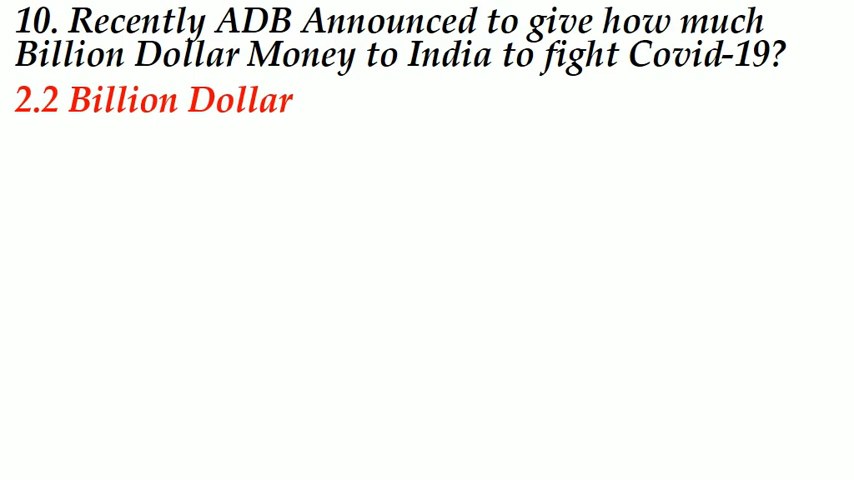 10. Recently ADB Announced to give how much
Billion Dollar Money to India to fight Covid-19?
2.2 Billion Dollar